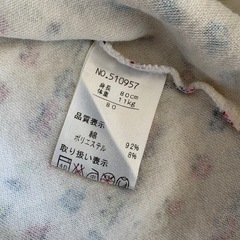 NO.510957
身長 80cm
体重 11kg
80
品質表示
綿 92%
ポリエステル 8%
取り扱い表示